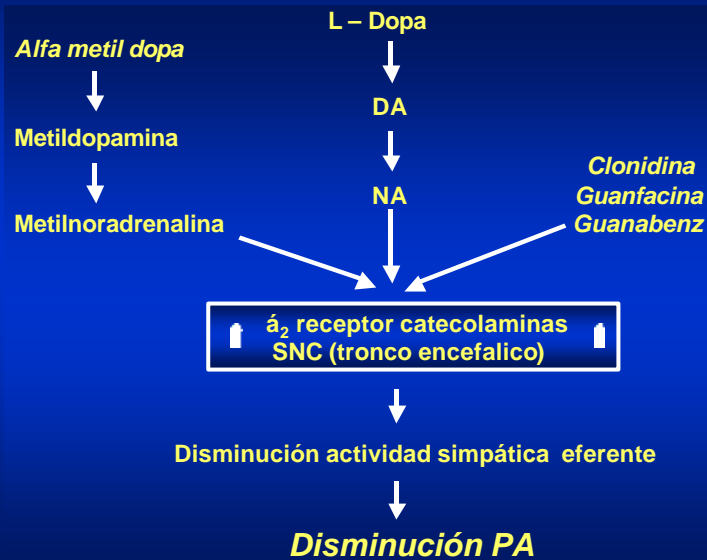 L – Dopa
Alfa metil dopa
DA
Metildopamina
Clonidina
NA
Guanfacina
Metilnoradrenalina
Guanabenz
á2 receptor catecolaminas
SNC (tronco encefalico)
Disminución actividad simpática eferente
Disminución PA